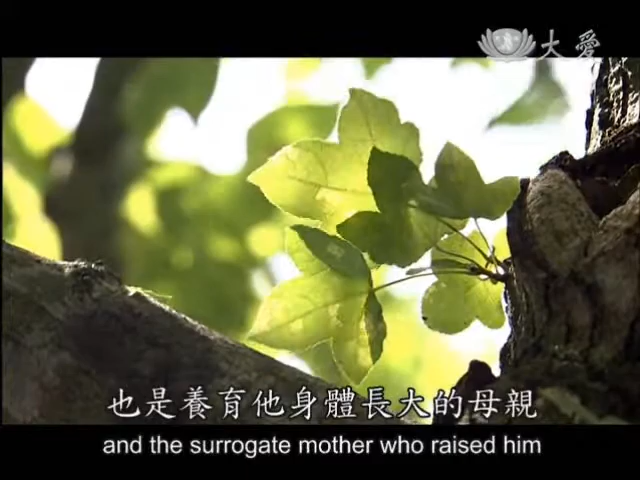 大愛
也是養育他身體長大的母親
and the surrogate mother who raised him